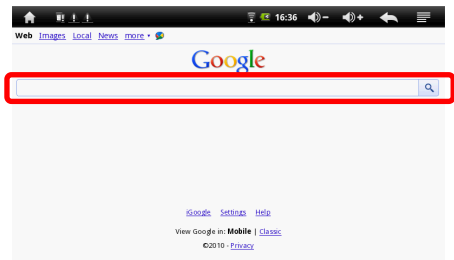 16:36
Web Images Local News more
Google
iGoogle Settings Help
View Google in: Mobile | Classic
©2010 - Privacy